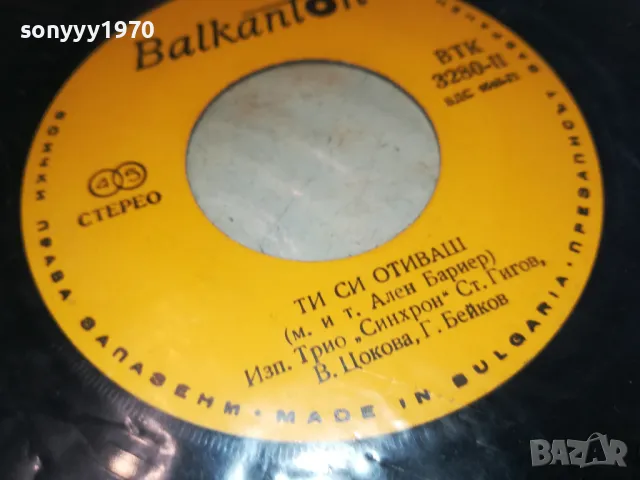 sonyyy1970
Balkanton
ВТК
3280-II
45
СТЕРЕО
ТИ СИ ОТИВАШ
(м. и т. Ален Бариер)
Изп. Трио „Синхрон" Ст. Гигов,
В. Цокова, Г. Бейков
ВСИЧКИ ПРАВА ЗАПАЗЕНИ • MADE IN BULGARIA •
BAZAR